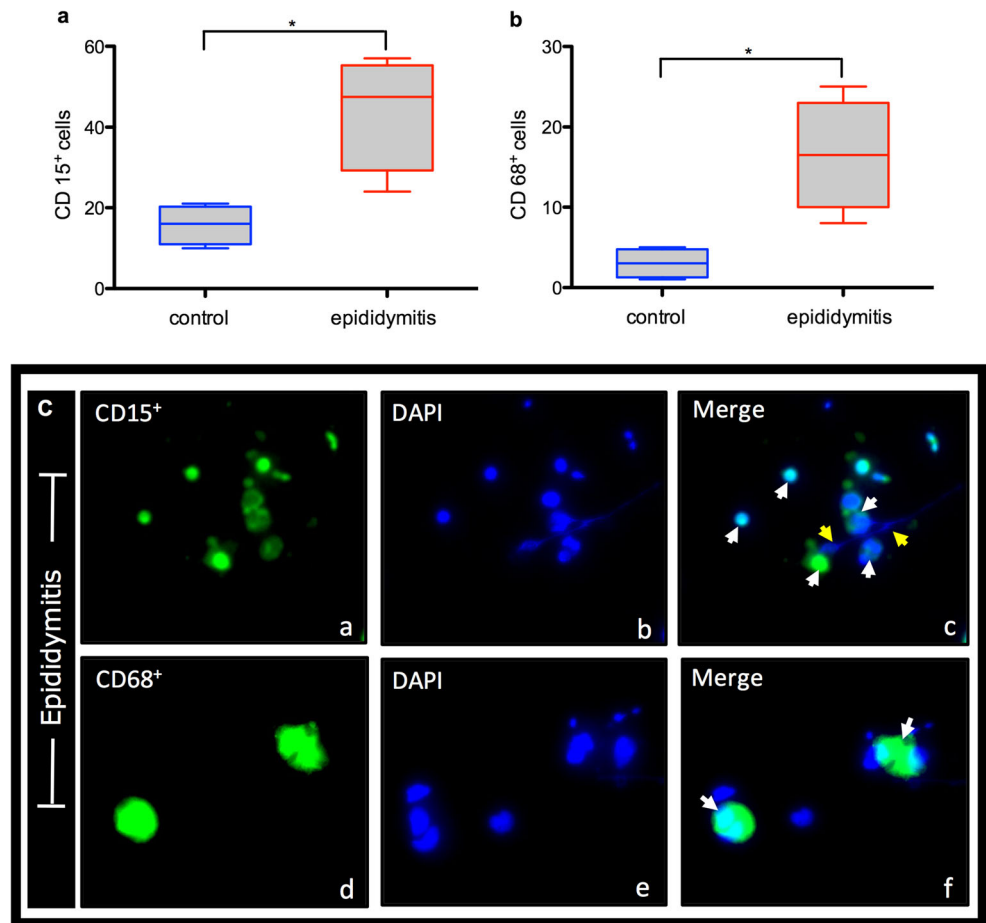 a
*
60
40
20
0
CD 15⁺ cells
control
epididymitis
b
*
30
20
10
0
CD 68⁺ cells
control
epididymitis
c
Epididymitis
CD15⁺
a
DAPI
b
Merge
c
CD68⁺
d
DAPI
e
Merge
f